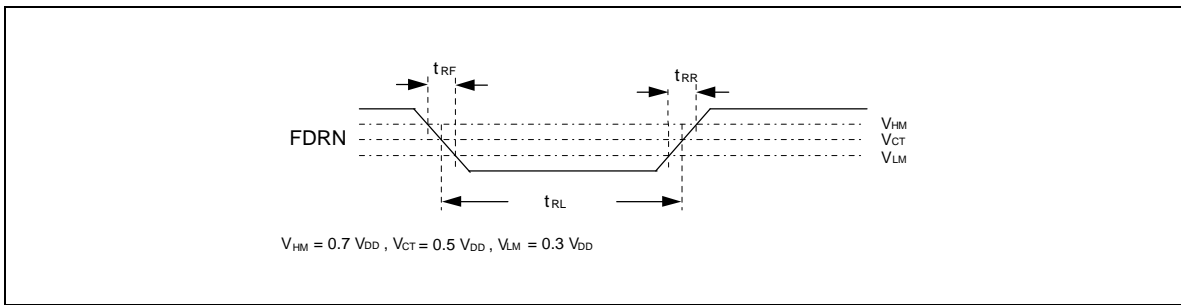 tRF
tRR
FDRN
VHM
VCT
VLM
tRL
VHM = 0.7 VDD , VCT = 0.5 VDD , VLM = 0.3 VDD